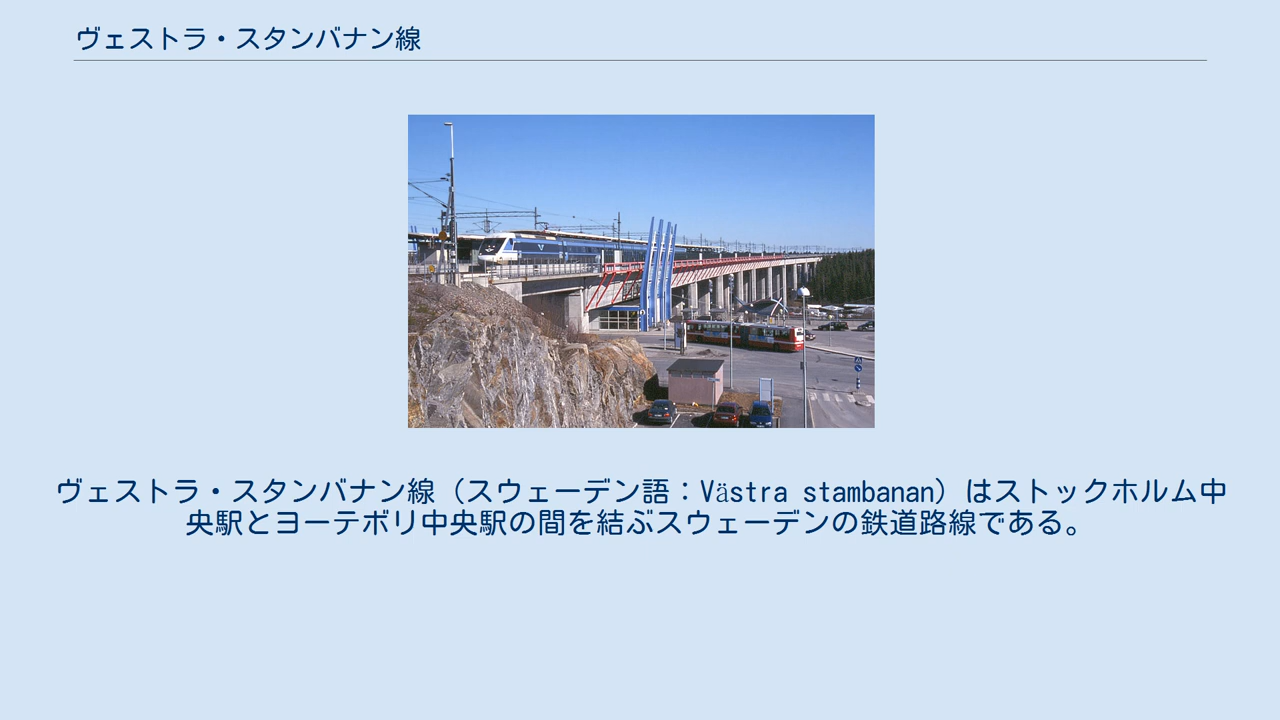 ヴェストラ・スタンバナン線
ヴェストラ・スタンバナン線（スウェーデン語：Västra stambanan）はストックホルム中
央駅とヨーテボリ中央駅の間を結ぶスウェーデンの鉄道路線である。